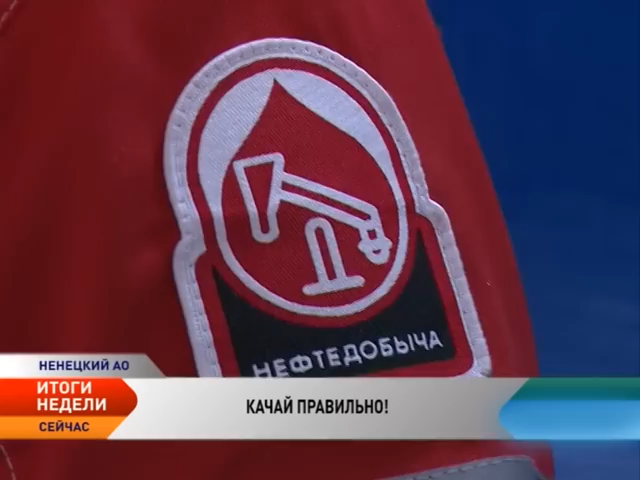 НЕФТЕДОБЫЧА
НЕНЕЦКИЙ АО
ИТОГИ
НЕДЕЛИ
СЕЙЧАС
КАЧАЙ ПРАВИЛЬНО!